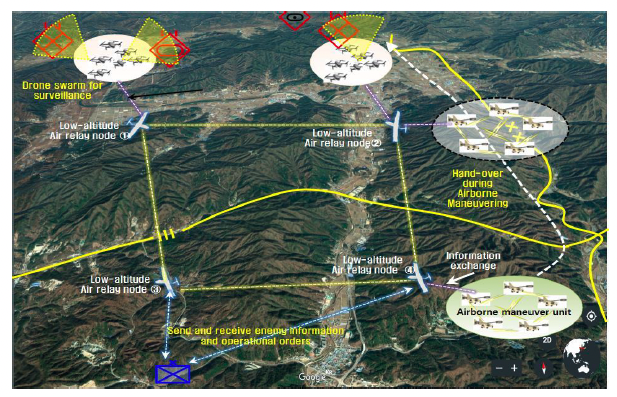 Drone swarm for
surveillance
Low-altitude
Air relay node ①
Low-altitude
Air relay node②
Hand-over
during
Airborne
Maneuvering
Low-altitude
Air relay node ③
Low-altitude
Air relay node ④
Information
exchange
Send and receive enemy information
and operational orders
Airborne maneuver unit
2D
Google